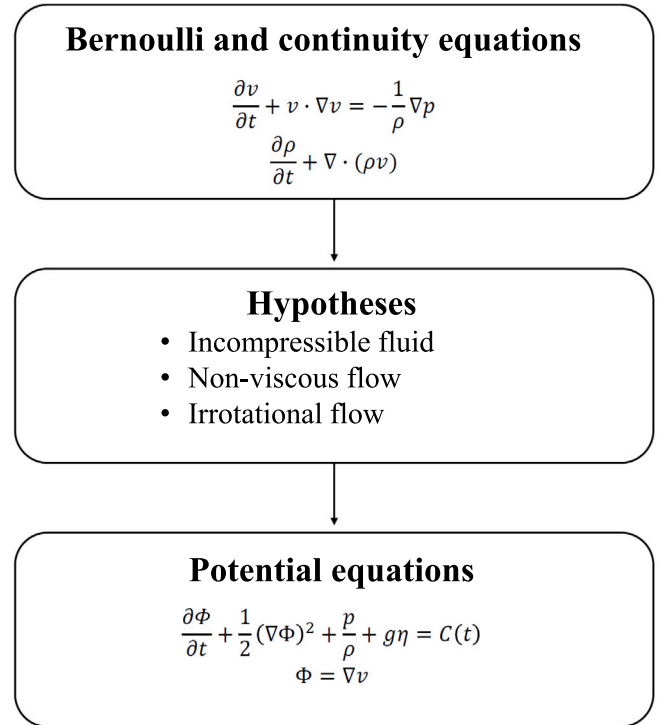 Bernoulli and continuity equations
∂v/∂t + v · ∇v = −1/ρ ∇p
∂ρ/∂t + ∇ · (ρv)
Hypotheses
• Incompressible fluid
• Non-viscous flow
• Irrotational flow
Potential equations
∂Φ/∂t + 1/2 (∇Φ)² + p/ρ + gη = C(t)
Φ = ∇v